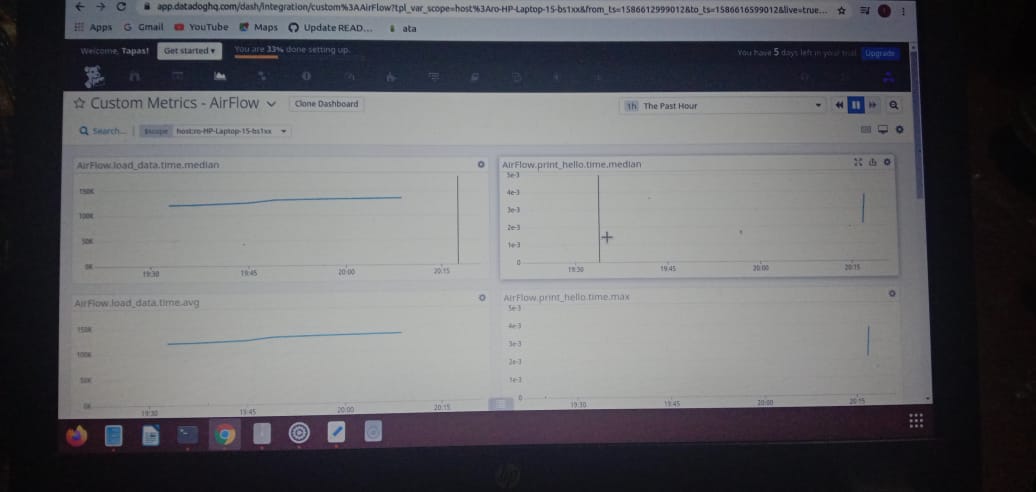 app.datadoghq.com/dash/integration/custom%3AAirFlow?tpl_var_scope=host%3Aro-HP-Laptop-15-bs1xx&from_ts=1586612999012&to_ts=1586616599012&live=true...
Apps G Gmail YouTube Maps Update READ... ata
Welcome, Tapas! Get started You are 33% done setting up. You have 5 days left in your trial Upgrade
Custom Metrics - AirFlow Clone Dashboard 1h The Past Hour
Search... $scope host:ro-HP-Laptop-15-bs1xx
AirFlow.load_data.time.median
150K
100K
50K
0K
19:30 19:45 20:00 20:15
AirFlow.print_hello.time.median
5e-3
4e-3
3e-3
2e-3
1e-3
0
19:30 19:45 20:00 20:15
AirFlow.load_data.time.avg
150K
100K
50K
0K
19:30 19:45 20:00 20:15
AirFlow.print_hello.time.max
5e-3
4e-3
3e-3
2e-3
1e-3
0
19:30 19:45 20:00 20:15
hp